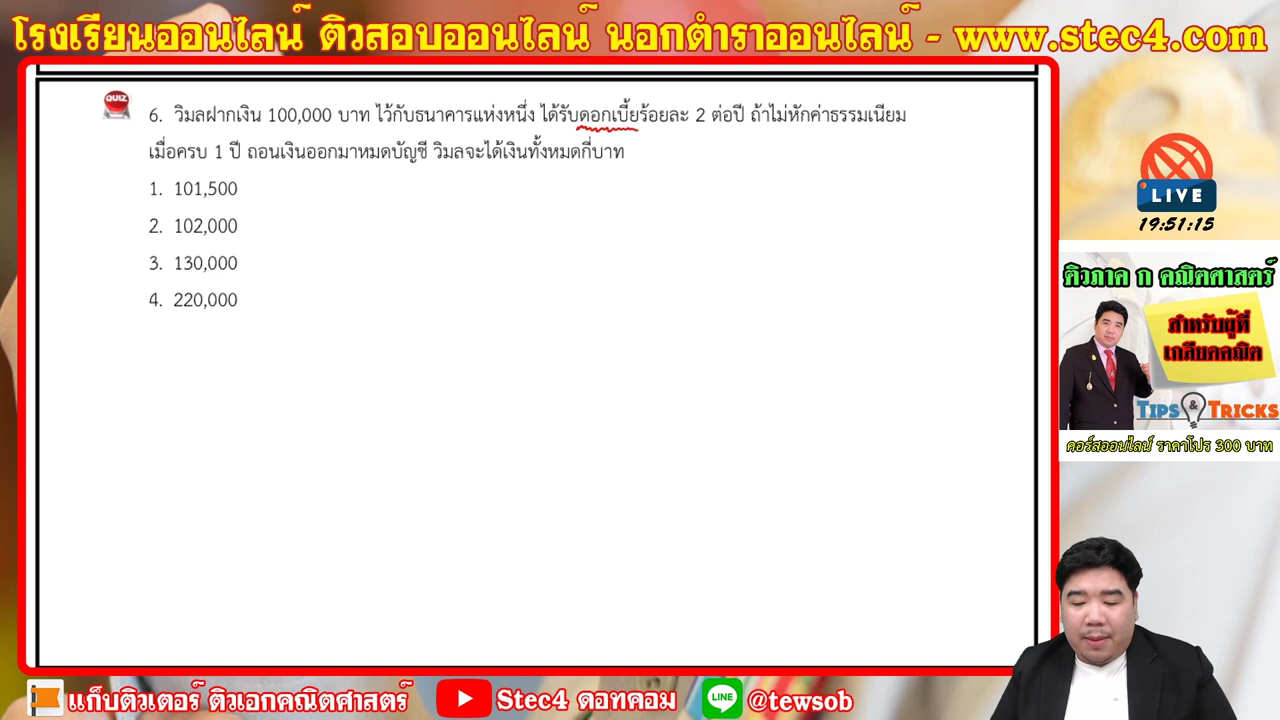 โรงเรียนออนไลน์ ติวสอบออนไลน์ นอกตำราออนไลน์ - www.stec4.com
QUIZ
6. วิมลฝากเงิน 100,000 บาท ไว้กับธนาคารแห่งหนึ่ง ได้รับดอกเบี้ยร้อยละ 2 ต่อปี ถ้าไม่หักค่าธรรมเนียม
เมื่อครบ 1 ปี ถอนเงินออกมาหมดบัญชี วิมลจะได้เงินทั้งหมดกี่บาท
1. 101,500
2. 102,000
3. 130,000
4. 220,000
LIVE
19:51:15
ติวภาค ก คณิตศาสตร์
สำหรับผู้ที่
เกลียดคณิต
TIPS & TRICKS
คอร์สออนไลน์ ราคาโปร 300 บาท
แก็บติวเตอร์ ติวเอกคณิตศาสตร์
Stec4 ดอทคอม
LINE
@tewsob